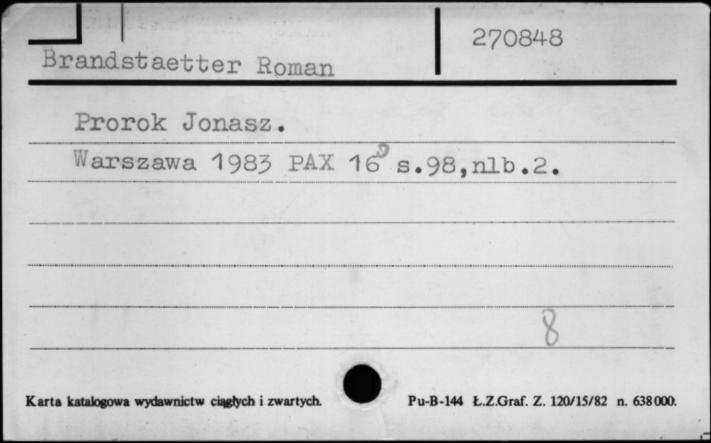 270848
Brandstaetter Roman
Prorok Jonasz.
Warszawa 1983 PAX 16° s.98,nlb.2.
8
Karta katalogowa wydawnictw ciągłych i zwartych.
Pu-B-144 Ł.Z.Graf. Z. 120/15/82 n. 638000.